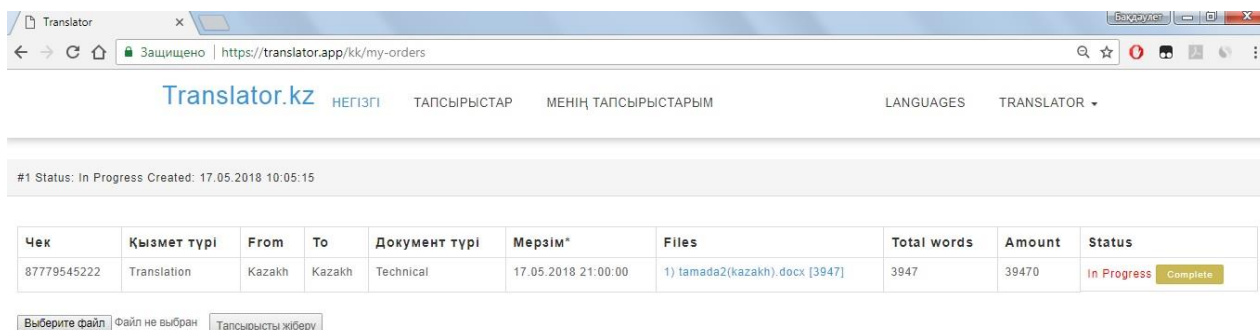 Translator
Бақдәулет
Защищено https://translator.app/kk/my-orders
Translator.kz НЕГІЗГІ ТАПСЫРЫСТАР МЕНІҢ ТАПСЫРЫСТАРЫМ LANGUAGES TRANSLATOR
#1 Status: In Progress Created: 17.05.2018 10:05:15
Чек Қызмет түрі From To Документ түрі Мерзім* Files Total words Amount Status
87779545222 Translation Kazakh Kazakh Technical 17.05.2018 21:00:00 1) tamada2(kazakh).docx [3947] 3947 39470 In Progress Complete
Выберите файл Файл не выбран Тапсырысты жіберу